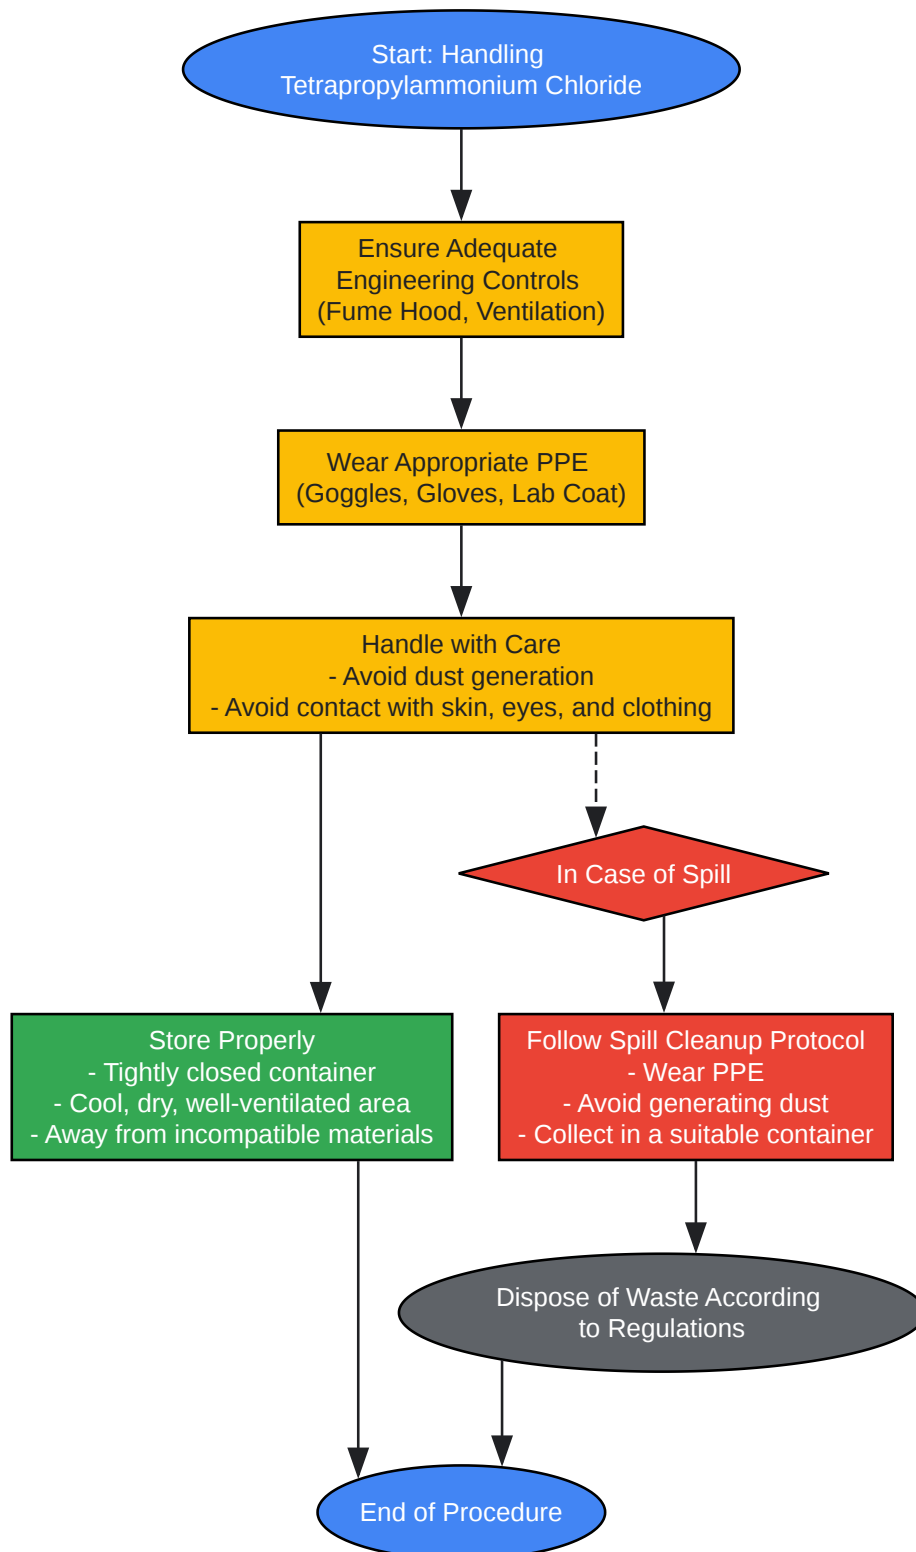 Start: Handling
Tetrapropylammonium Chloride
Ensure Adequate
Engineering Controls
(Fume Hood, Ventilation)
Wear Appropriate PPE
(Goggles, Gloves, Lab Coat)
Handle with Care
- Avoid dust generation
- Avoid contact with skin, eyes, and clothing
In Case of Spill
Store Properly
- Tightly closed container
- Cool, dry, well-ventilated area
- Away from incompatible materials
Follow Spill Cleanup Protocol
- Wear PPE
- Avoid generating dust
- Collect in a suitable container
Dispose of Waste According
to Regulations
End of Procedure